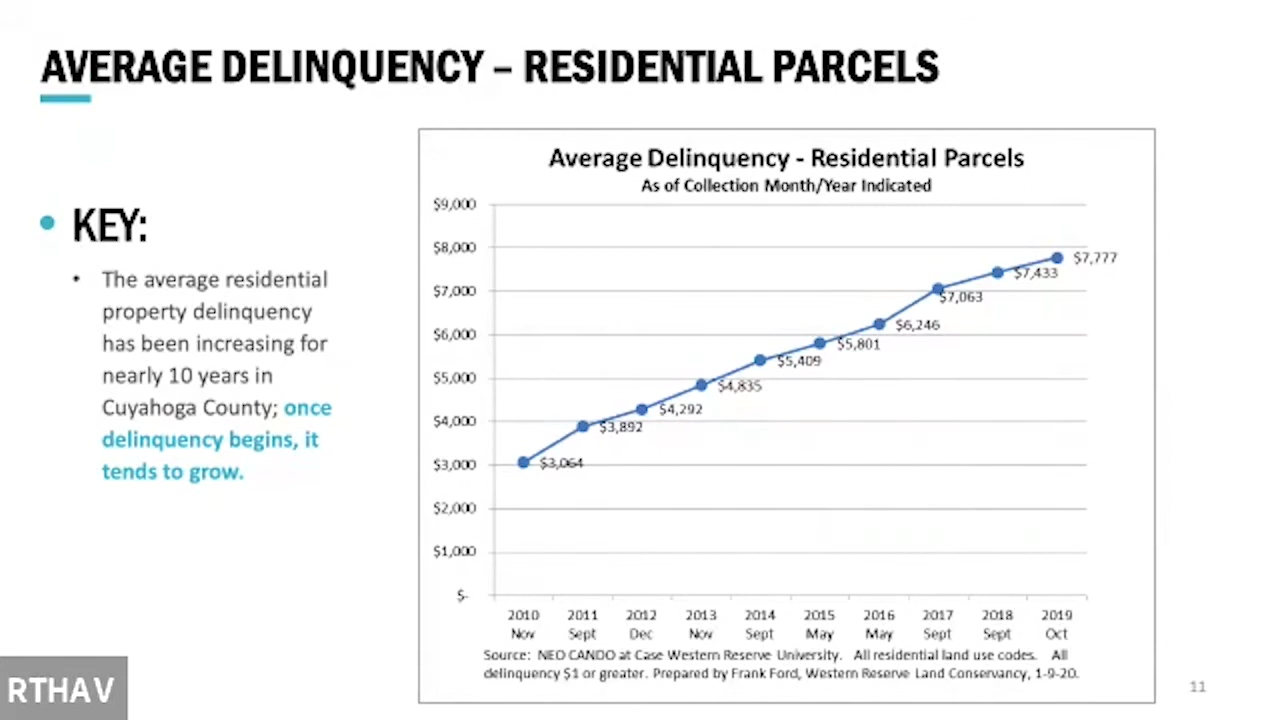 AVERAGE DELINQUENCY – RESIDENTIAL PARCELS
• KEY:
• The average residential
property delinquency
has been increasing for
nearly 10 years in
Cuyahoga County; once
delinquency begins, it
tends to grow.
Average Delinquency - Residential Parcels
As of Collection Month/Year Indicated
$9,000
$8,000
$7,000
$6,000
$5,000
$4,000
$3,000
$2,000
$1,000
$-
$3,064
$3,892
$4,292
$4,835
$5,409
$5,801
$6,246
$7,063
$7,433
$7,777
2010 2011 2012 2013 2014 2015 2016 2017 2018 2019
Nov Sept Dec Nov Sept May May Sept Sept Oct
Source: NEO CANDO at Case Western Reserve University. All residential land use codes. All
delinquency $1 or greater. Prepared by Frank Ford, Western Reserve Land Conservancy, 1-9-20.
RTHAV
11